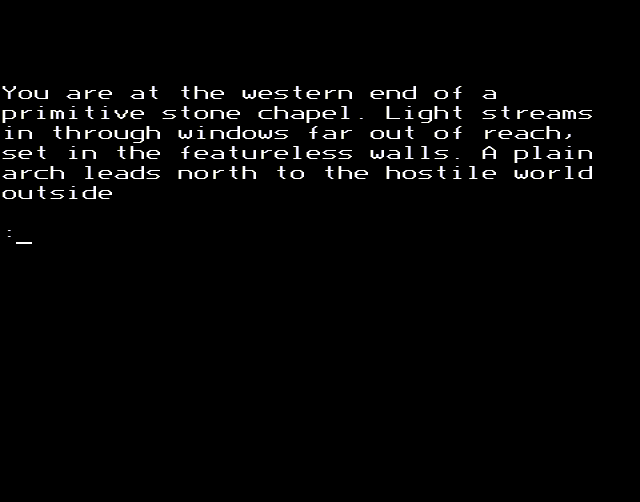 You are at the western end of a
primitive stone chapel. Light streams
in through windows far out of reach,
set in the featureless walls. A plain
arch leads north to the hostile world
outside
:_